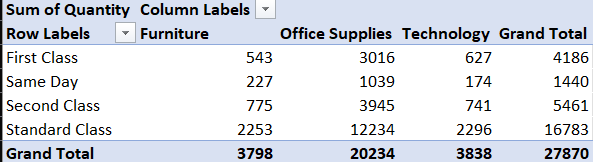 Sum of Quantity Column Labels
Row Labels Furniture Office Supplies Technology Grand Total
First Class 543 3016 627 4186
Same Day 227 1039 174 1440
Second Class 775 3945 741 5461
Standard Class 2253 12234 2296 16783
Grand Total 3798 20234 3838 27870